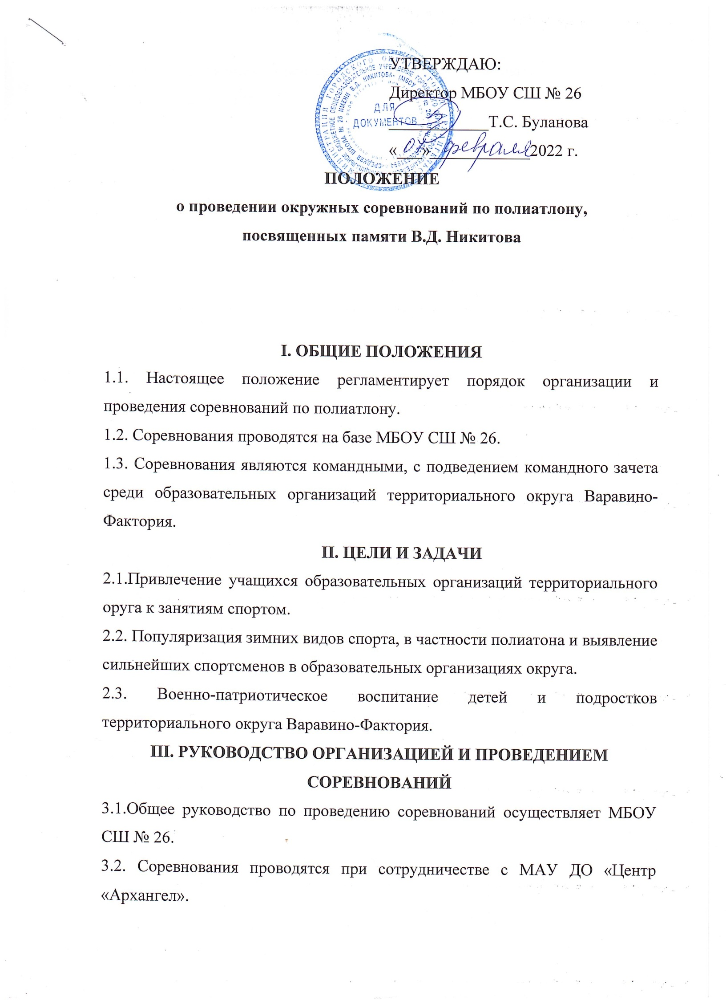 УТВЕРЖДАЮ:
Директор МБОУ СШ № 26
____________Т.С. Буланова
«07» февраля 2022 г.
ДЛЯ
ДОКУМЕНТОВ
ПОЛОЖЕНИЕ
о проведении окружных соревнований по полиатлону,
посвященных памяти В.Д. Никитова
I. ОБЩИЕ ПОЛОЖЕНИЯ
1.1. Настоящее положение регламентирует порядок организации и
проведения соревнований по полиатлону.
1.2. Соревнования проводятся на базе МБОУ СШ № 26.
1.3. Соревнования являются командными, с подведением командного зачета
среди образовательных организаций территориального округа Варавино-
Фактория.
II. ЦЕЛИ И ЗАДАЧИ
2.1.Привлечение учащихся образовательных организаций территориального
оруга к занятиям спортом.
2.2. Популяризация зимних видов спорта, в частности полиатона и выявление
сильнейших спортсменов в образовательных организациях округа.
2.3. Военно-патриотическое воспитание детей и подростков
территориального округа Варавино-Фактория.
III. РУКОВОДСТВО ОРГАНИЗАЦИЕЙ И ПРОВЕДЕНИЕМ
СОРЕВНОВАНИЙ
3.1.Общее руководство по проведению соревнований осуществляет МБОУ
СШ № 26.
3.2. Соревнования проводятся при сотрудничестве с МАУ ДО «Центр
«Архангел».